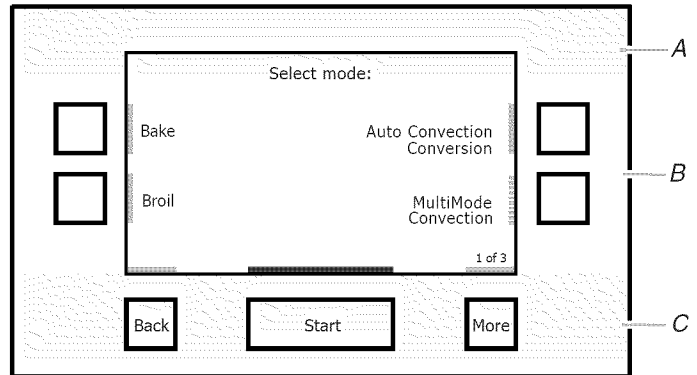 Select mode:
A
Bake
Auto Convection
Conversion
B
Broil
MultiMode
Convection
1 of 3
Back
Start
More
C